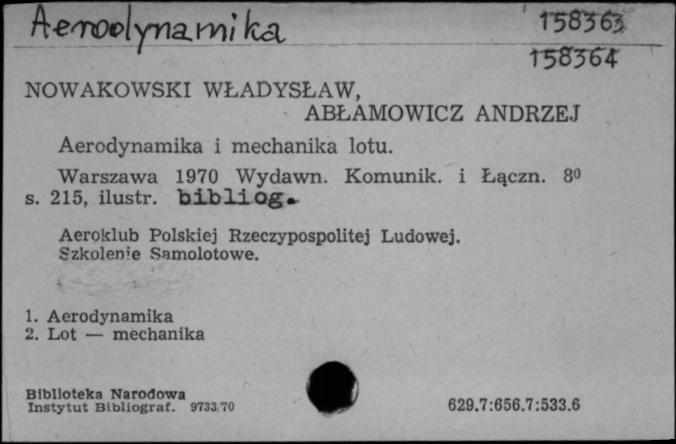 Aerodynamika
158363
158364
NOWAKOWSKI WŁADYSŁAW,
ABŁAMOWICZ ANDRZEJ
Aerodynamika i mechanika lotu.
Warszawa 1970 Wydawn. Komunik. i Łączn. 8⁰
s. 215, ilustr. bibliog.
Aeroklub Polskiej Rzeczypospolitej Ludowej.
Szkolenie Samolotowe.
1. Aerodynamika
2. Lot — mechanika
Biblioteka Narodowa
Instytut Bibliograf. 9733/70
629.7:656.7:533.6